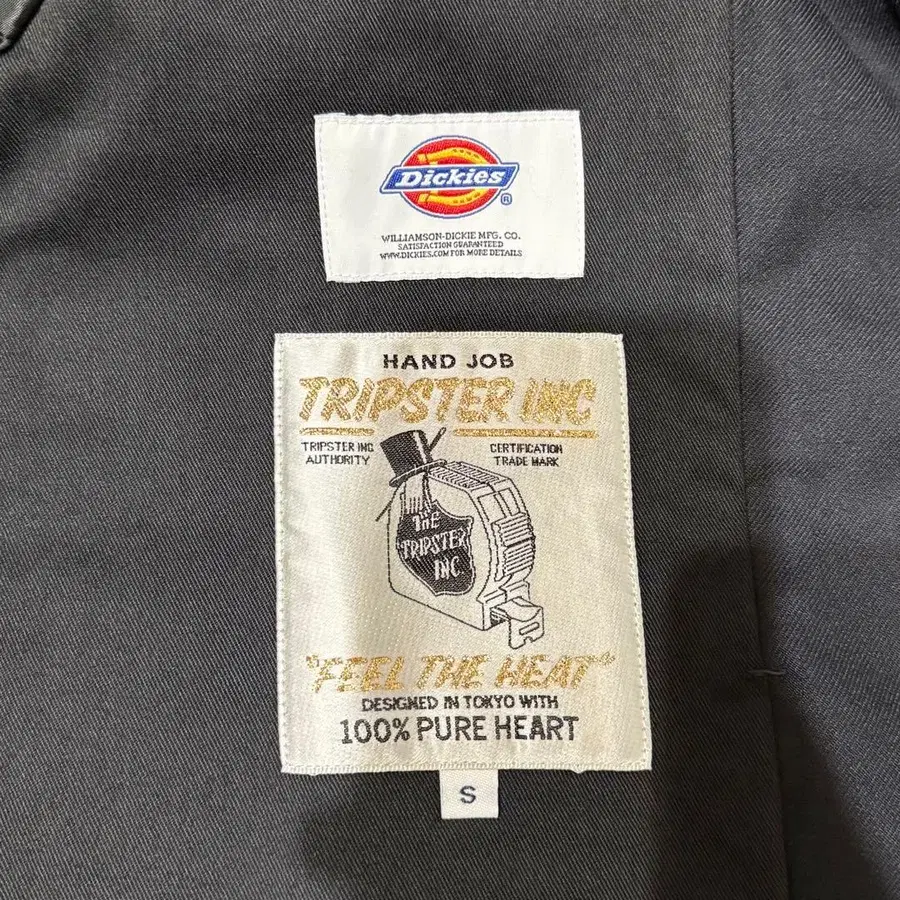 Dickies
®
WILLIAMSON-DICKIE MFG. CO.
SATISFACTION GUARANTEED
WWW.DICKIES.COM FOR MORE DETAILS
HAND JOB
TRIPSTER INC
TRIPSTER INC
AUTHORITY
CERTIFICATION
TRADE MARK
THE
TRIPSTER
INC
"FEEL THE HEAT"
DESIGNED IN TOKYO WITH
100% PURE HEART
S